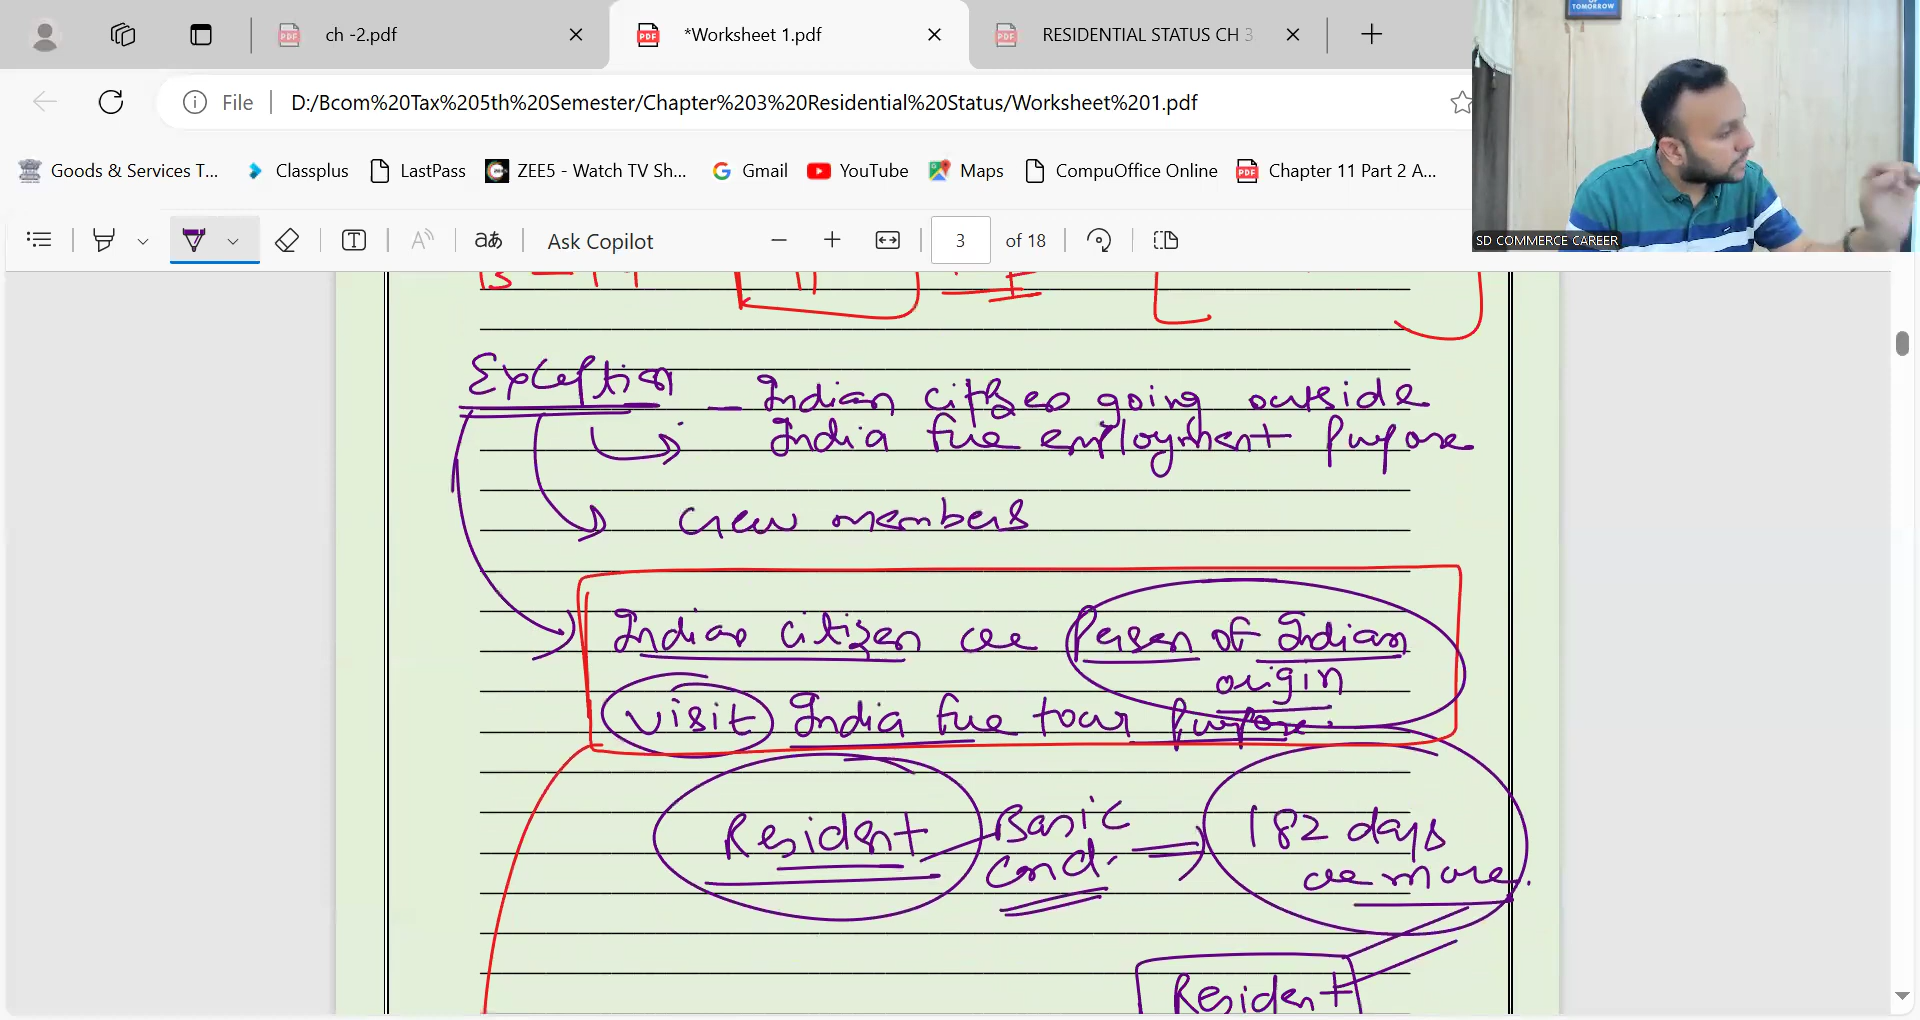 OF
TOMORROW
ch -2.pdf
*Worksheet 1.pdf
RESIDENTIAL STATUS CH 3
File
D:/Bcom%20Tax%205th%20Semester/Chapter%203%20Residential%20Status/Worksheet%201.pdf
Goods & Services T...
Classplus
LastPass
ZEE5 - Watch TV Sh...
Gmail
YouTube
Maps
CompuOffice Online
Chapter 11 Part 2 A...
Ask Copilot
3 of 18
SD COMMERCE CAREER
Exception - Indian citizen going outside
India for employment purpose
crew members
Indian citizen or Person of Indian
origin
visit India for tour purpose.
Resident Basic 182 days
cond. or more.
Resident